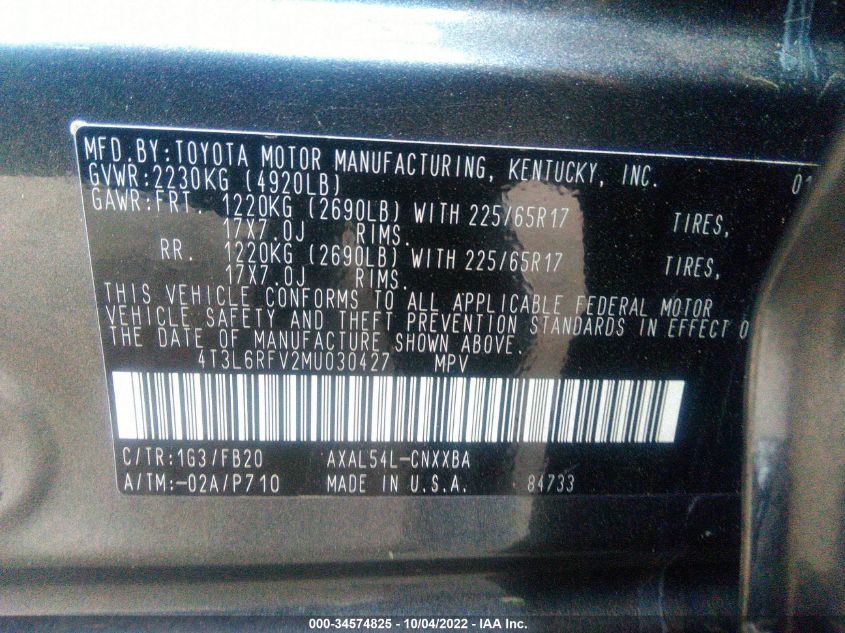 MFD.BY:TOYOTA MOTOR MANUFACTURING, KENTUCKY, INC. 01
GVWR:2230KG (4920LB)
GAWR:FRT. 1220KG (2690LB) WITH 225/65R17 TIRES,
17X7.0J RIMS.
RR. 1220KG (2690LB) WITH 225/65R17 TIRES,
17X7.0J RIMS.
THIS VEHICLE CONFORMS TO ALL APPLICABLE FEDERAL MOTOR
VEHICLE SAFETY AND THEFT PREVENTION STANDARDS IN EFFECT O
THE DATE OF MANUFACTURE SHOWN ABOVE.
4T3L6RFV2MU030427 MPV
C/TR:1G3/FB20 AXAL54L-CNXXBA
A/TM:-02A/P710 MADE IN U.S.A. 84733
000-34574825 - 10/04/2022 - IAA Inc.